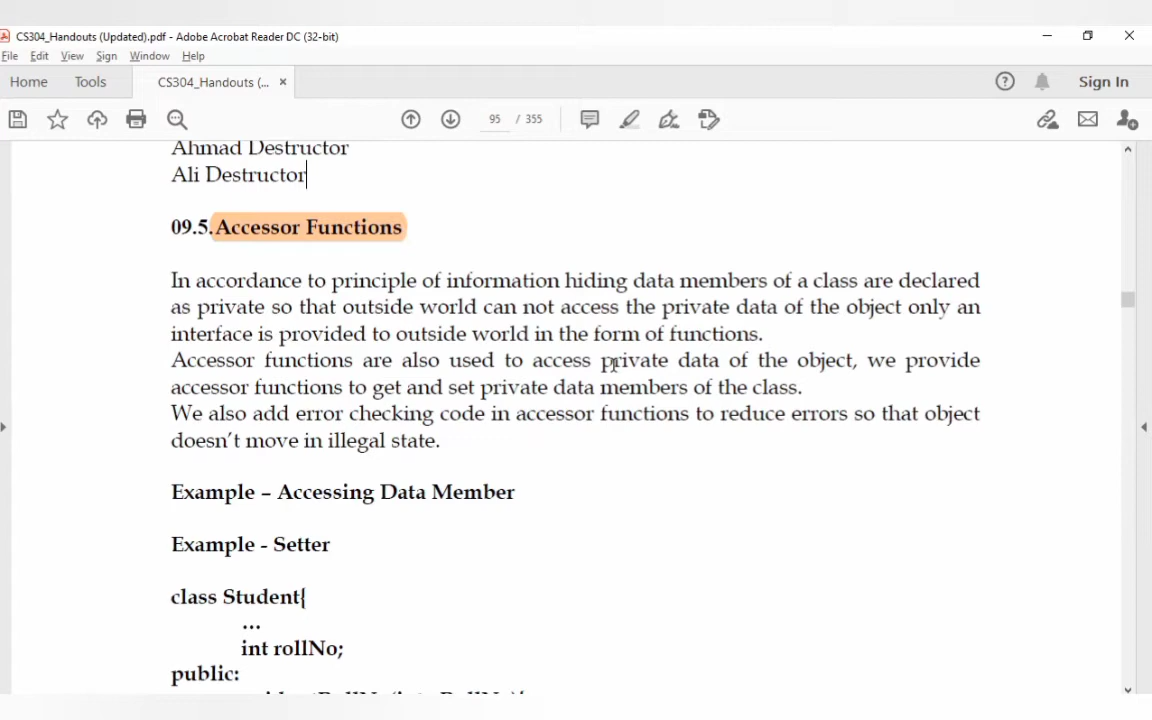 CS304_Handouts (Updated).pdf - Adobe Acrobat Reader DC (32-bit)
File Edit View Sign Window Help
Home Tools CS304_Handouts (... × Sign In
95 / 355
Ahmad Destructor
Ali Destructor
09.5.Accessor Functions
In accordance to principle of information hiding data members of a class are declared
as private so that outside world can not access the private data of the object only an
interface is provided to outside world in the form of functions.
Accessor functions are also used to access private data of the object, we provide
accessor functions to get and set private data members of the class.
We also add error checking code in accessor functions to reduce errors so that object
doesn't move in illegal state.
Example – Accessing Data Member
Example - Setter
class Student{
...
int rollNo;
public: